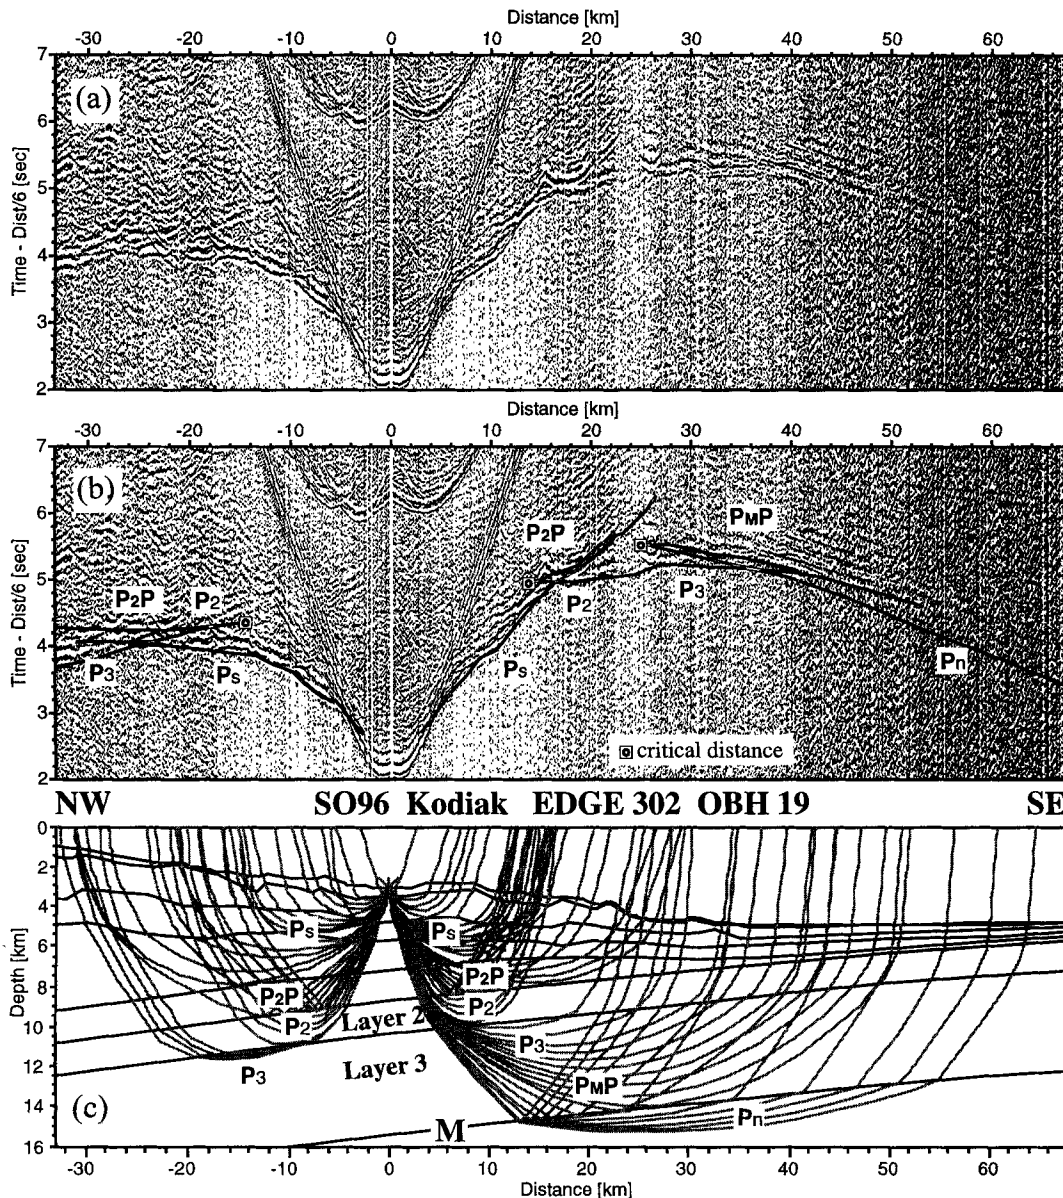 Distance [km]
-30 -20 -10 0 10 20 30 40 50 60
7
(a)
6
5
4
3
2
Time - Dist/6 [sec]
Distance [km]
-30 -20 -10 0 10 20 30 40 50 60
7
(b)
6
5
4
3
2
Time - Dist/6 [sec]
P2P
PMP
P2P P2
P2
P3
P3
Ps
Ps
Pn
critical distance
NW SO96 Kodiak EDGE 302 OBH 19 SE
0
2
4
6
8
10
12
14
16
Depth [km]
Ps
Ps
P2P
P2P
P2
P2
Layer 2
P3
P3
Layer 3
PMP
Pn
(c)
M
-30 -20 -10 0 10 20 30 40 50 60
Distance [km]